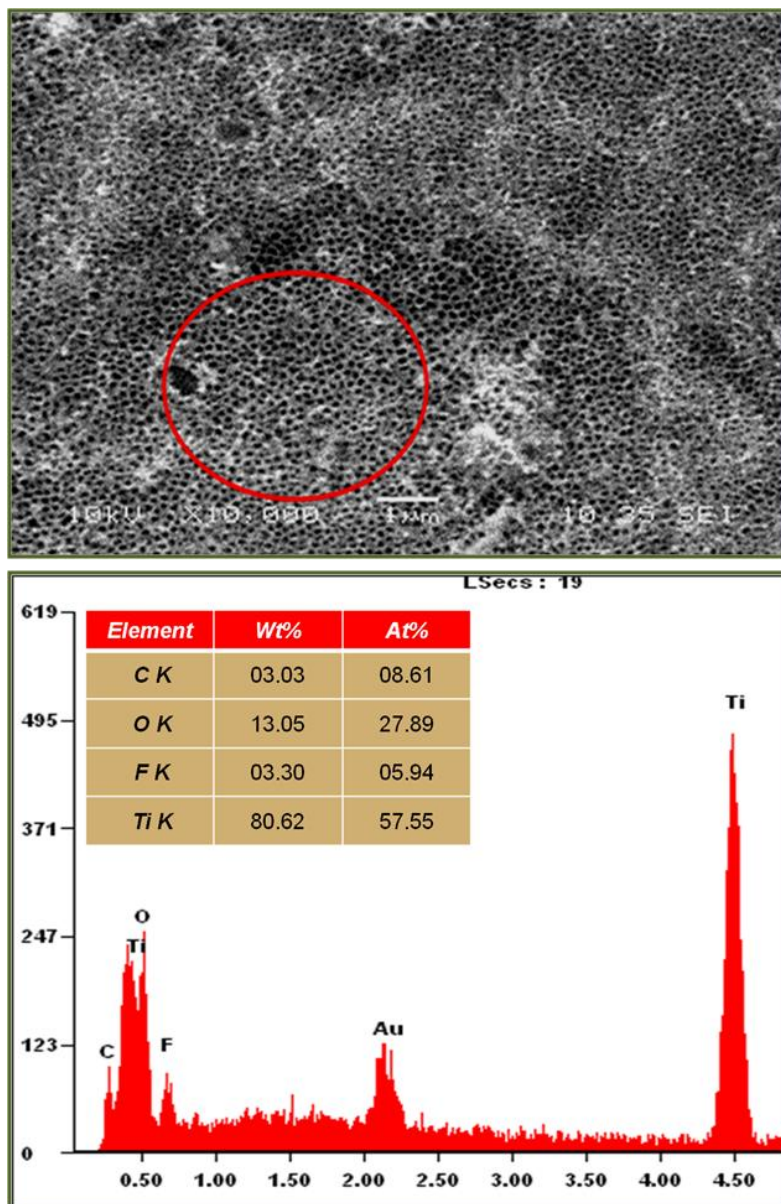 10kV X10,000 1μm 10 25 SEI
LSecs : 19
619
495
371
247
123
0
Element Wt% At%
C K 03.03 08.61
O K 13.05 27.89
F K 03.30 05.94
Ti K 80.62 57.55
Ti
O
Ti
C
F
Au
0.50 1.00 1.50 2.00 2.50 3.00 3.50 4.00 4.50